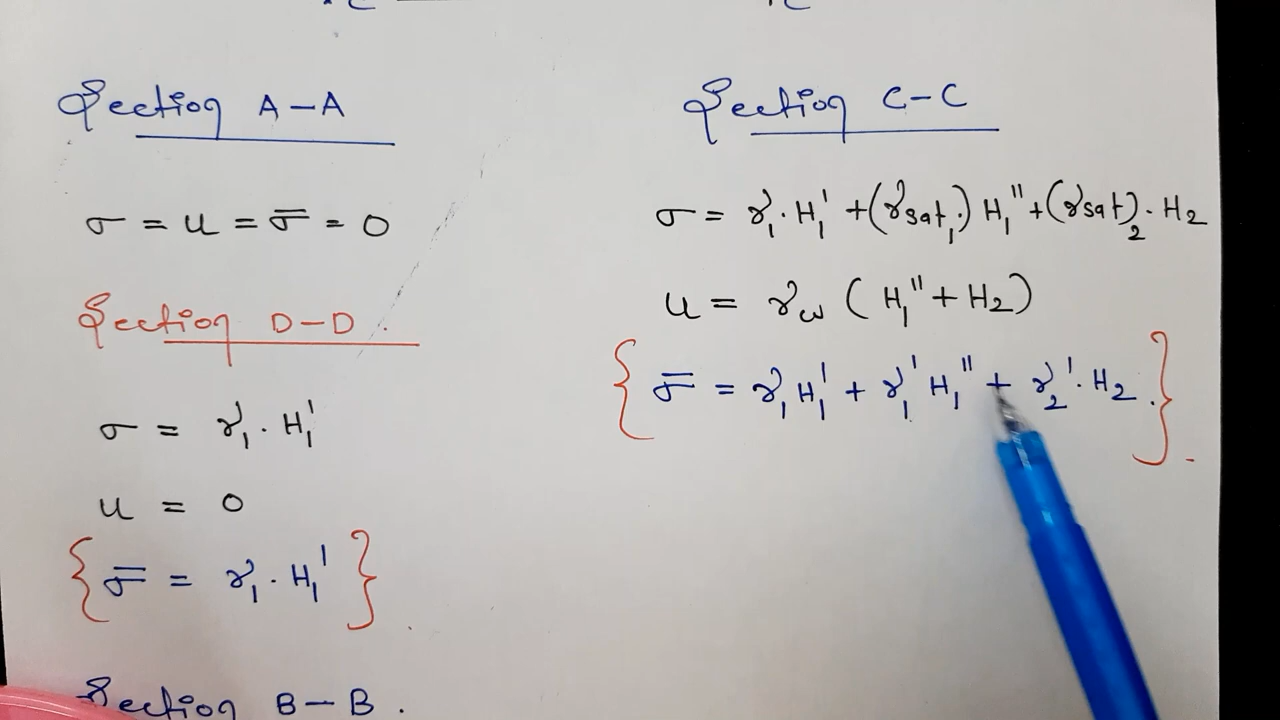 Section A-A
σ = u = σ̅ = 0
Section D-D.
σ = γ₁ · H₁'
u = 0
{ σ̅ = γ₁ · H₁' } .
Section B-B.
Section C-C
σ = γ₁ · H₁' + (γsat₁) H₁'' + (γsat)₂ · H₂
u = γω ( H₁'' + H₂ )
{ σ̅ = γ₁ H₁' + γ₁' H₁'' + γ₂' · H₂ . } .